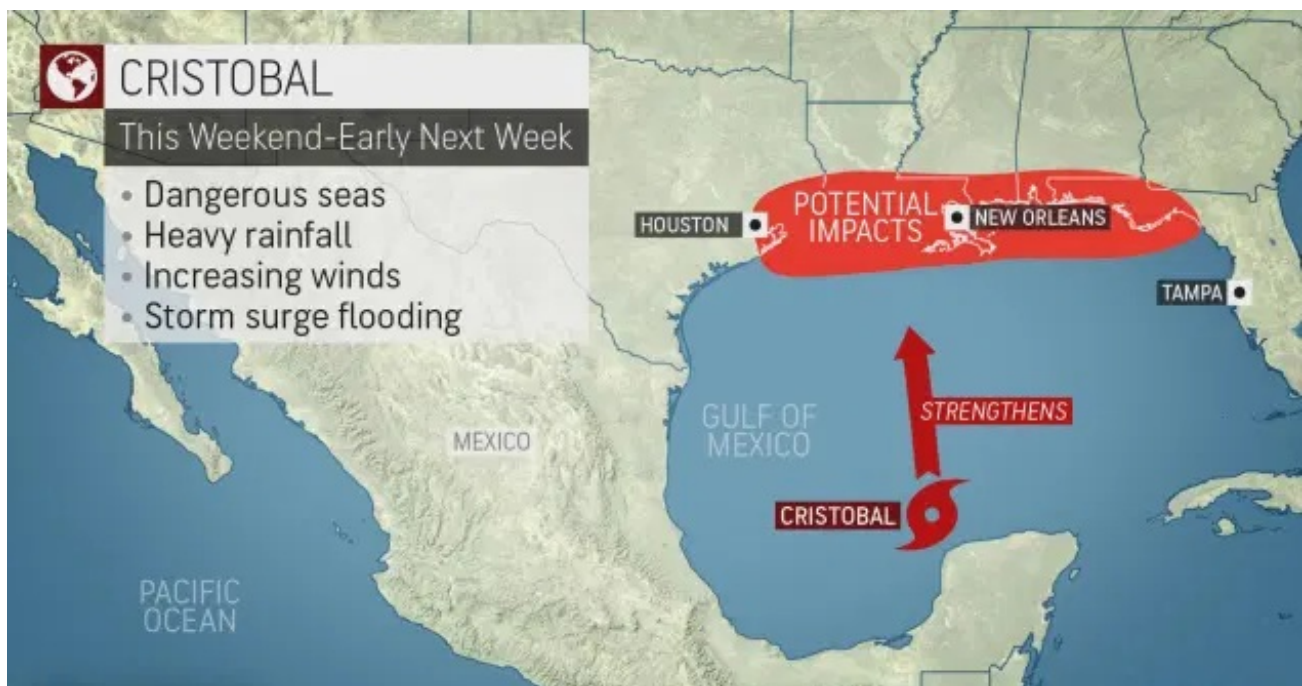 CRISTOBAL
This Weekend-Early Next Week
• Dangerous seas
• Heavy rainfall
• Increasing winds
• Storm surge flooding
POTENTIAL
IMPACTS
HOUSTON
NEW ORLEANS
TAMPA
STRENGTHENS
GULF OF
MEXICO
MEXICO
CRISTOBAL
PACIFIC
OCEAN